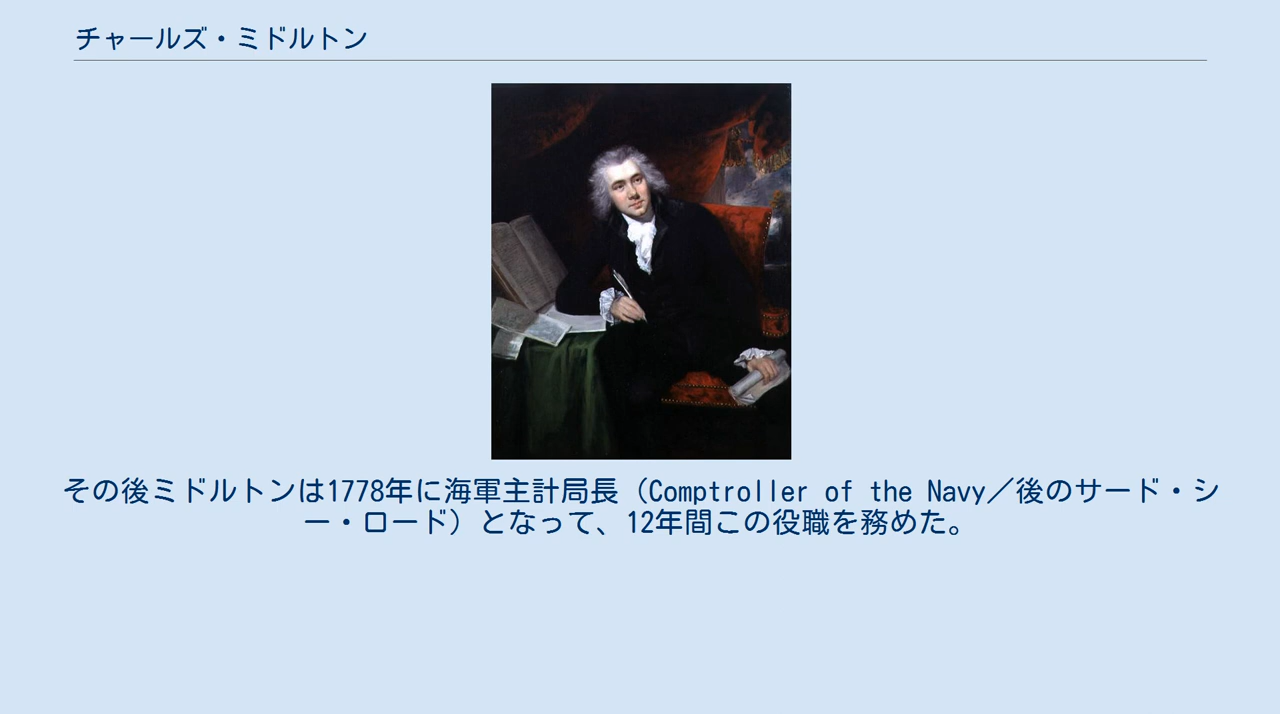 チャールズ・ミドルトン
その後ミドルトンは1778年に海軍主計局長（Comptroller of the Navy／後のサード・シ
ー・ロード）となって、12年間この役職を務めた。